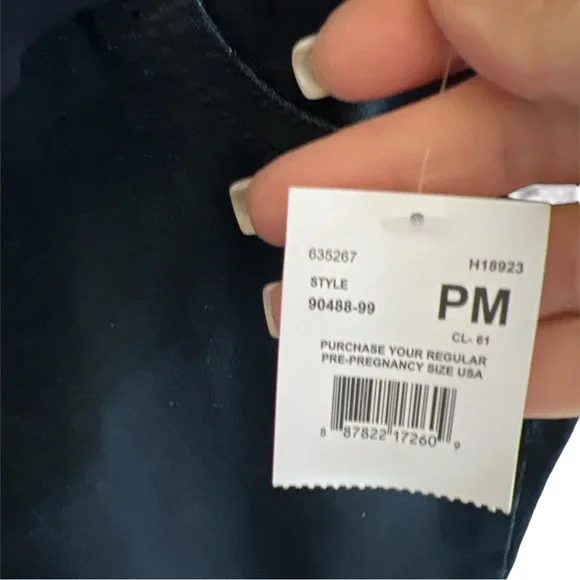 635267
H18923
STYLE
90488-99
PM
CL- 61
PURCHASE YOUR REGULAR
PRE-PREGNANCY SIZE USA
8 87822 17260 9